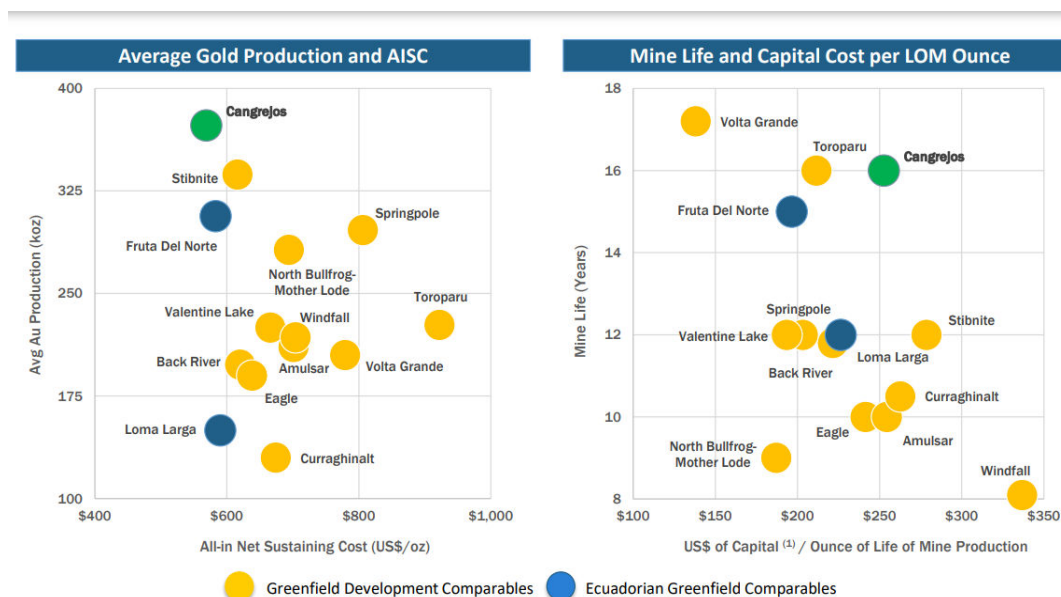 Average Gold Production and AISC
400
325
250
175
100
Avg Au Production (koz)
Cangrejos
Stibnite
Fruta Del Norte
Springpole
North Bullfrog-
Mother Lode
Toroparu
Valentine Lake
Windfall
Back River
Amulsar
Volta Grande
Eagle
Loma Larga
Curraghinalt
$400
$600
$800
$1,000
All-in Net Sustaining Cost (US$/oz)
Mine Life and Capital Cost per LOM Ounce
18
16
14
12
10
8
Mine Life (Years)
Volta Grande
Toroparu
Cangrejos
Fruta Del Norte
Springpole
Valentine Lake
Stibnite
Back River
Loma Larga
Curraghinalt
Eagle
Amulsar
North Bullfrog-
Mother Lode
Windfall
$100
$150
$200
$250
$300
$350
US$ of Capital (1) / Ounce of Life of Mine Production
Greenfield Development Comparables
Ecuadorian Greenfield Comparables